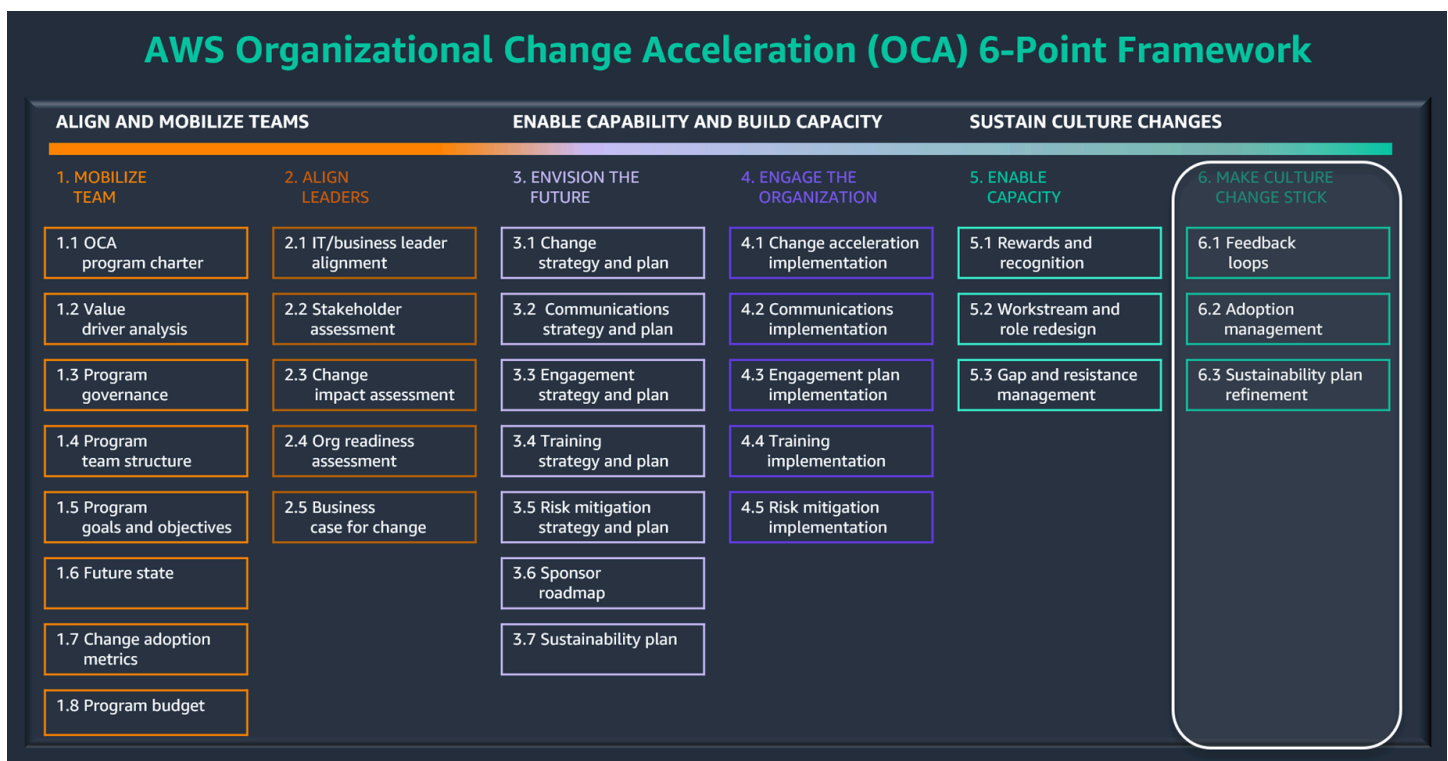 AWS Organizational Change Acceleration (OCA) 6-Point Framework
ALIGN AND MOBILIZE TEAMS
ENABLE CAPABILITY AND BUILD CAPACITY
SUSTAIN CULTURE CHANGES
1. MOBILIZE
TEAM
1.1 OCA
program charter
1.2 Value
driver analysis
1.3 Program
governance
1.4 Program
team structure
1.5 Program
goals and objectives
1.6 Future state
1.7 Change adoption
metrics
1.8 Program budget
2. ALIGN
LEADERS
2.1 IT/business leader
alignment
2.2 Stakeholder
assessment
2.3 Change
impact assessment
2.4 Org readiness
assessment
2.5 Business
case for change
3. ENVISION THE
FUTURE
3.1 Change
strategy and plan
3.2 Communications
strategy and plan
3.3 Engagement
strategy and plan
3.4 Training
strategy and plan
3.5 Risk mitigation
strategy and plan
3.6 Sponsor
roadmap
3.7 Sustainability plan
4. ENGAGE THE
ORGANIZATION
4.1 Change acceleration
implementation
4.2 Communications
implementation
4.3 Engagement plan
implementation
4.4 Training
implementation
4.5 Risk mitigation
implementation
5. ENABLE
CAPACITY
5.1 Rewards and
recognition
5.2 Workstream and
role redesign
5.3 Gap and resistance
management
6. MAKE CULTURE
CHANGE STICK
6.1 Feedback
loops
6.2 Adoption
management
6.3 Sustainability plan
refinement